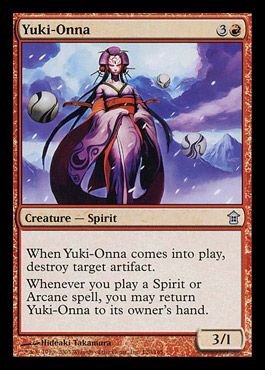 Yuki-Onna 3
Creature — Spirit
When Yuki-Onna comes into play,
destroy target artifact.
Whenever you play a Spirit or
Arcane spell, you may return
Yuki-Onna to its owner's hand.
Hideaki Takamura
3/1